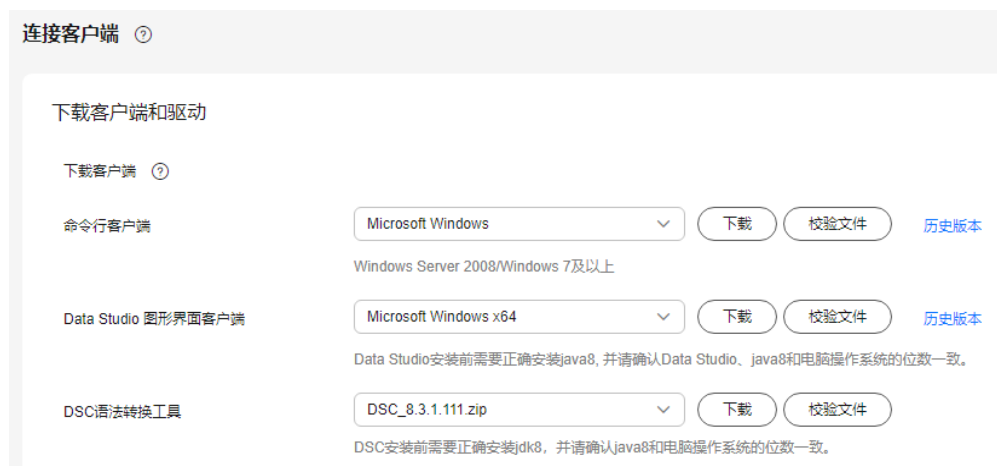 连接客户端 ?
下载客户端和驱动
下载客户端 ?
命令行客户端 Microsoft Windows 下载 校验文件 历史版本
Windows Server 2008/Windows 7及以上
Data Studio 图形界面客户端 Microsoft Windows x64 下载 校验文件 历史版本
Data Studio安装前需要正确安装java8, 并请确认Data Studio、java8和电脑操作系统的位数一致。
DSC语法转换工具 DSC_8.3.1.111.zip 下载 校验文件
DSC安装前需要正确安装jdk8，并请确认java8和电脑操作系统的位数一致。